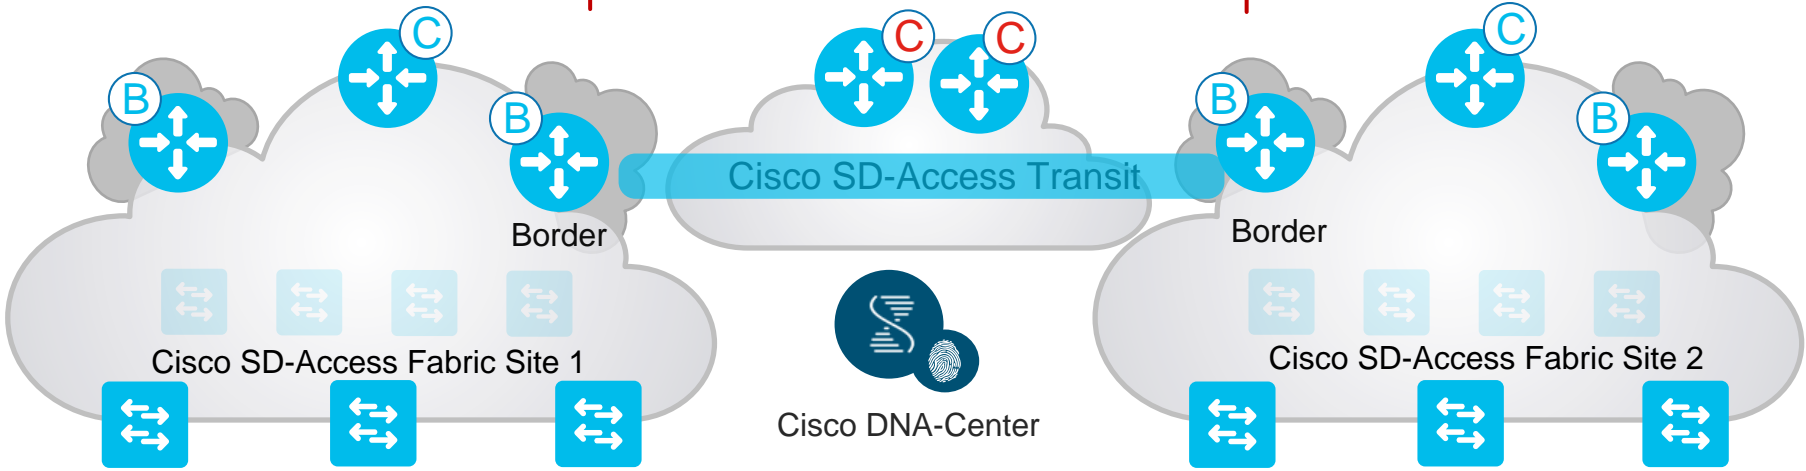 C
C
C
C
B
B
B
B
Cisco SD-Access Transit
Border
Border
Cisco SD-Access Fabric Site 1
Cisco SD-Access Fabric Site 2
Cisco DNA-Center